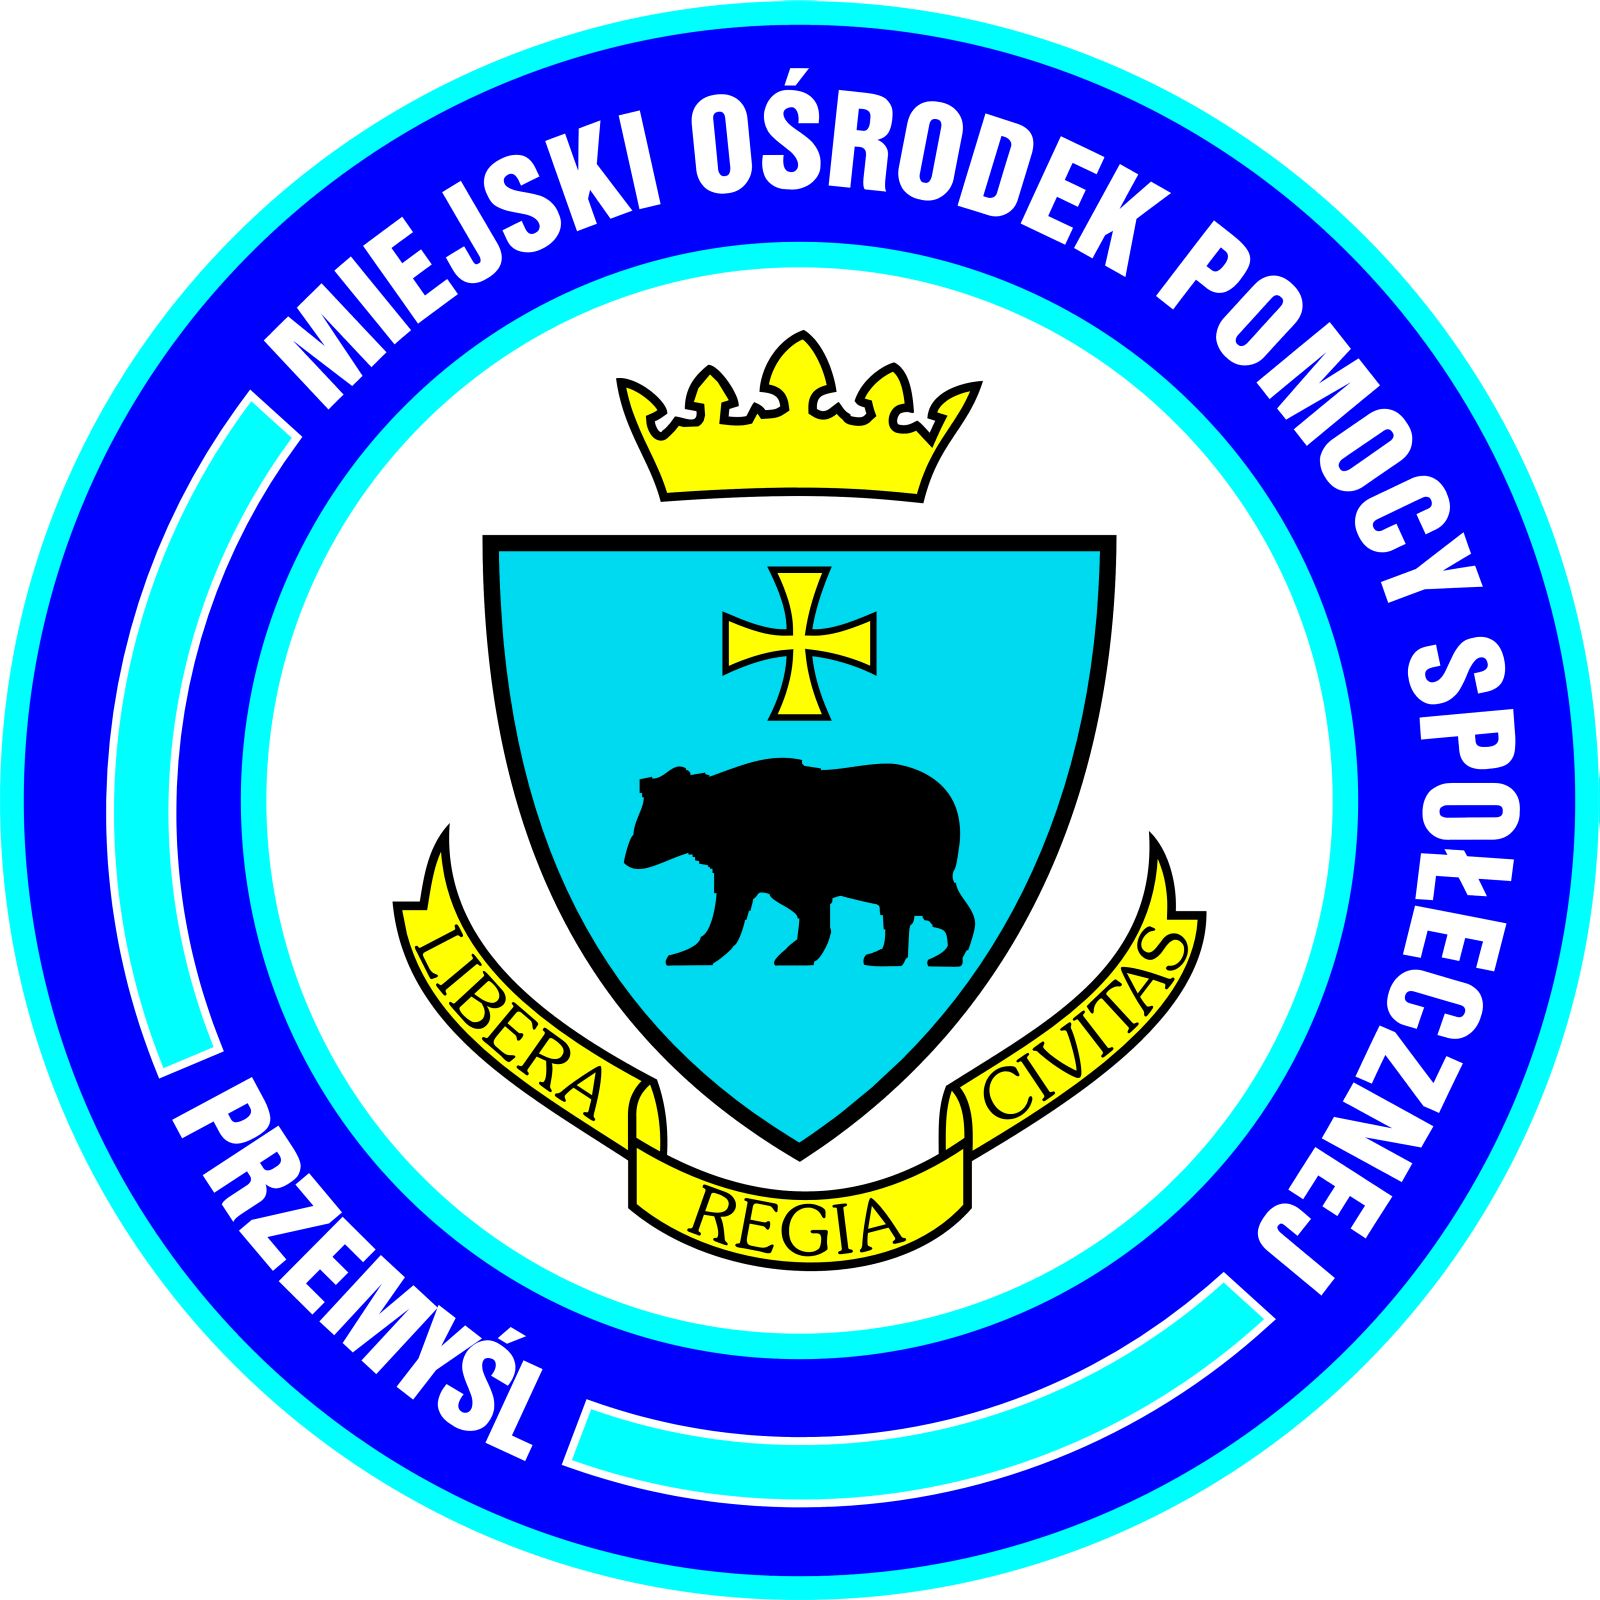 MIEJSKI OŚRODEK POMOCY SPOŁECZNEJ
PRZEMYŚL
LIBERA
REGIA
CIVITAS